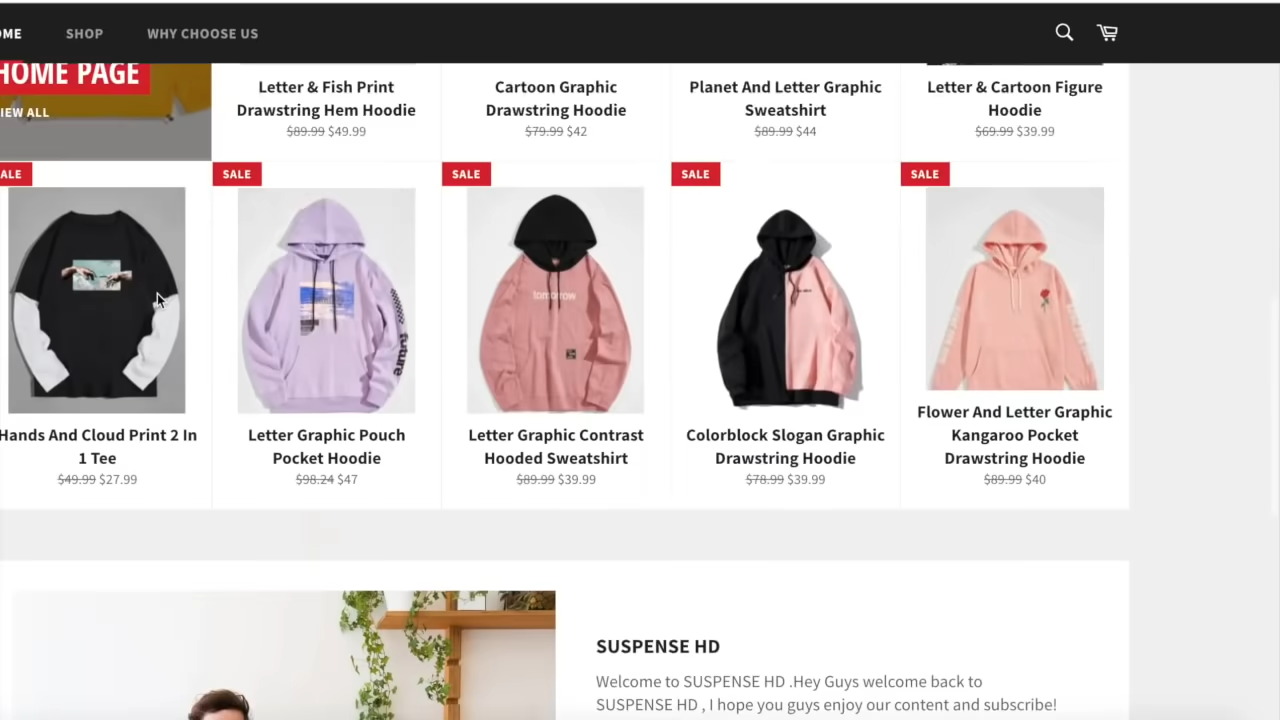 OME SHOP WHY CHOOSE US
HOME PAGE
IEW ALL
Letter & Fish Print
Drawstring Hem Hoodie
$89.99 $49.99
Cartoon Graphic
Drawstring Hoodie
$79.99 $42
Planet And Letter Graphic
Sweatshirt
$89.99 $44
Letter & Cartoon Figure
Hoodie
$69.99 $39.99
ALE
SALE
SALE
SALE
SALE
future
tomorrow
Hands And Cloud Print 2 In
1 Tee
$49.99 $27.99
Letter Graphic Pouch
Pocket Hoodie
$98.24 $47
Letter Graphic Contrast
Hooded Sweatshirt
$89.99 $39.99
Colorblock Slogan Graphic
Drawstring Hoodie
$78.99 $39.99
Flower And Letter Graphic
Kangaroo Pocket
Drawstring Hoodie
$89.99 $40
SUSPENSE HD
Welcome to SUSPENSE HD .Hey Guys welcome back to
SUSPENSE HD , I hope you guys enjoy our content and subscribe!